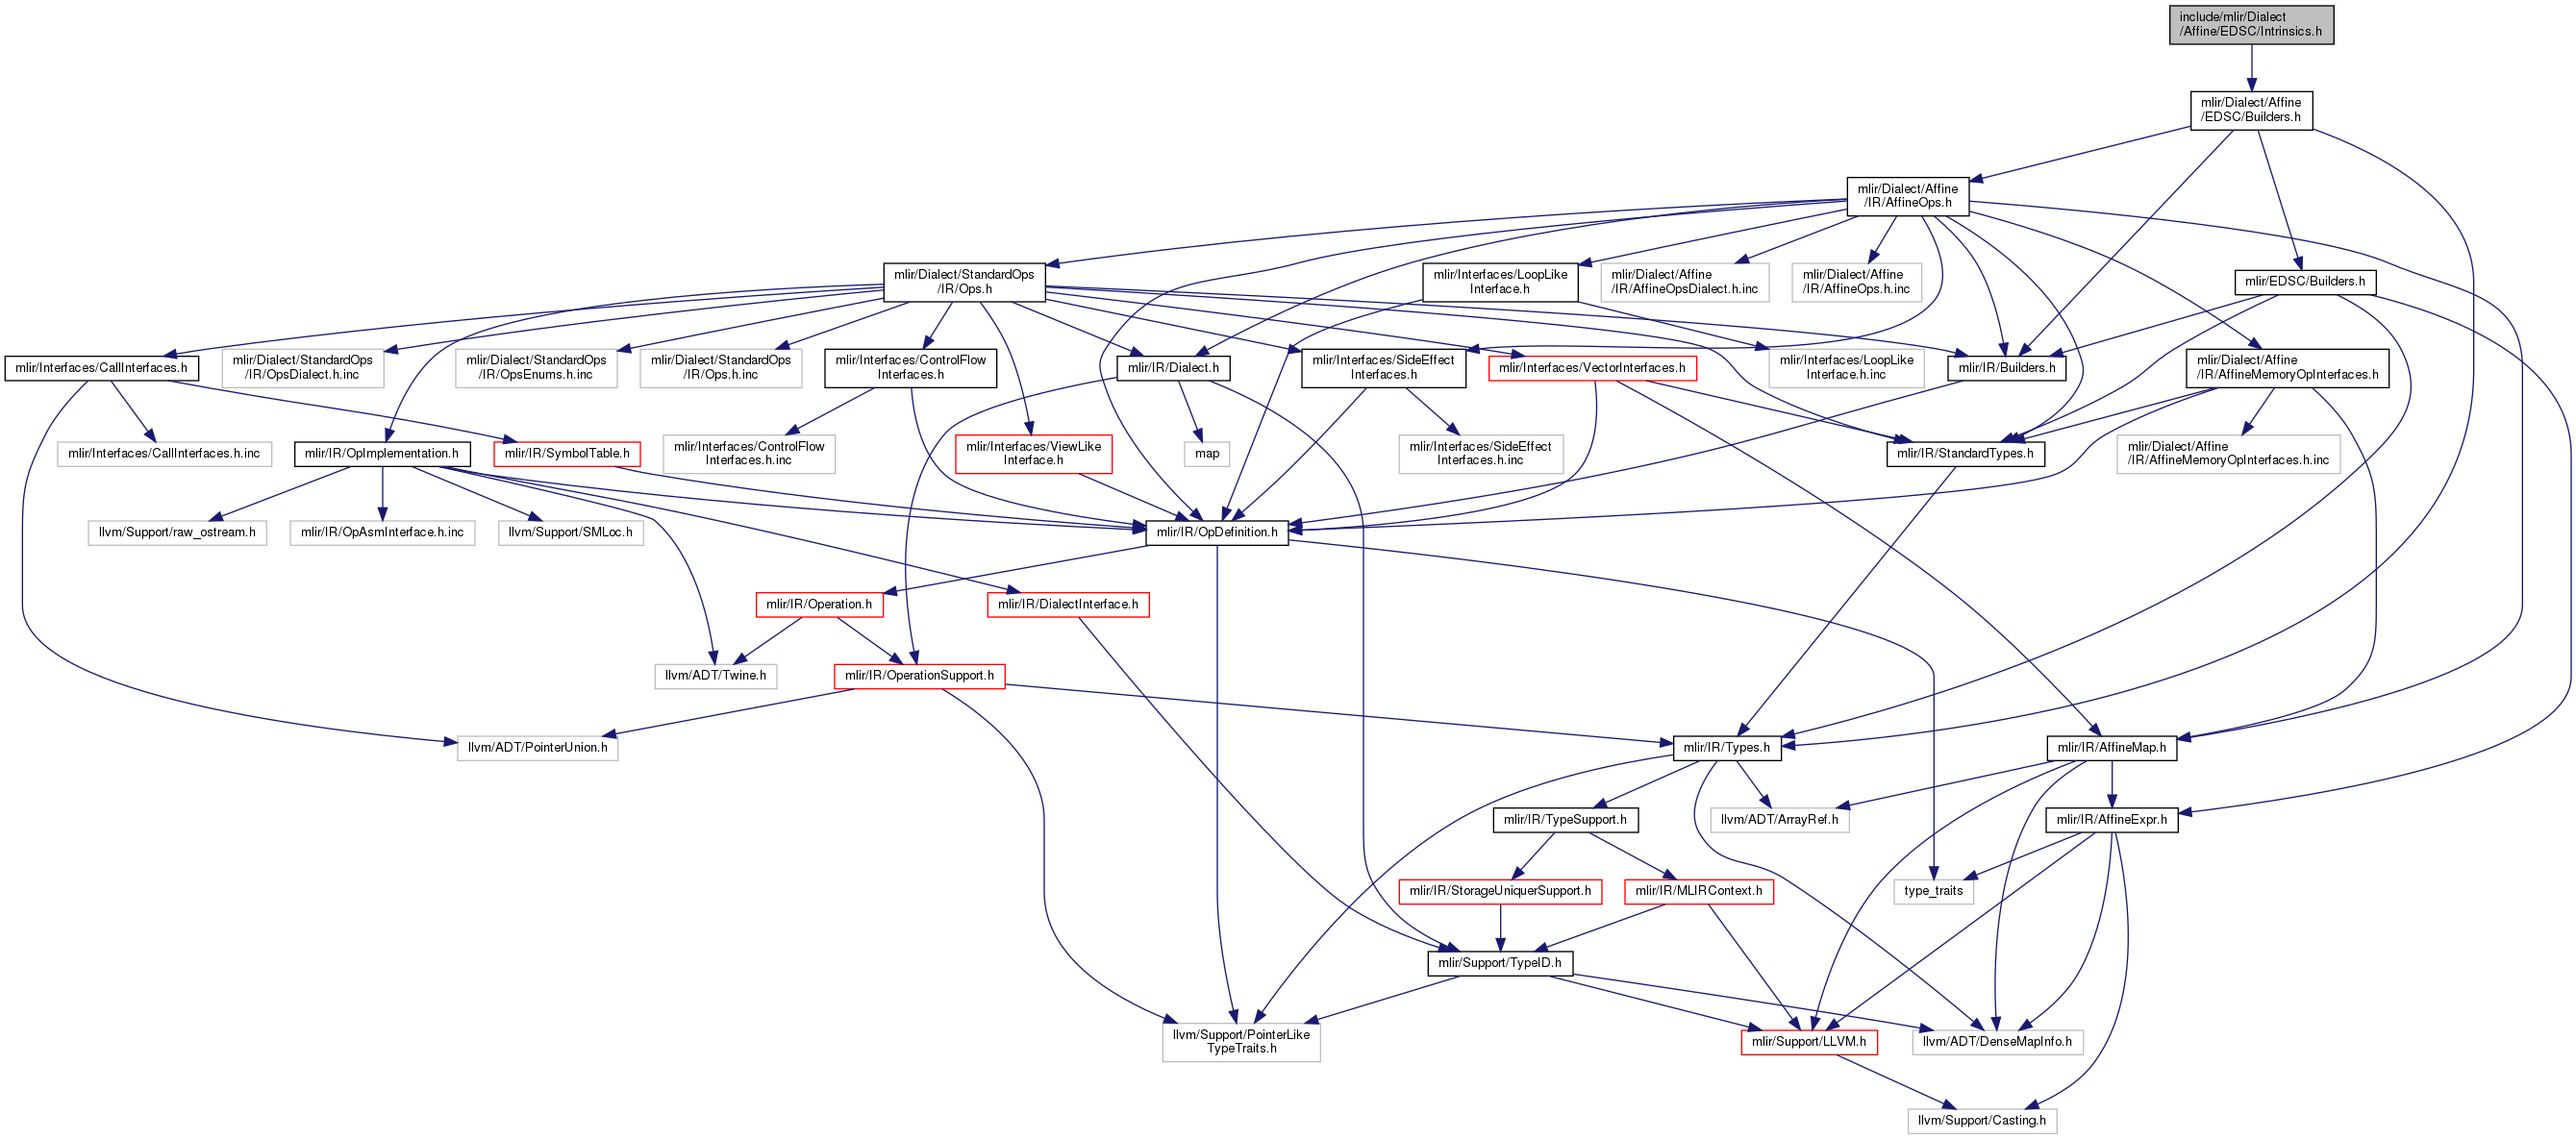 include/mlir/Dialect
/Affine/EDSC/Intrinsics.h
mlir/Dialect/Affine
/EDSC/Builders.h
mlir/Dialect/Affine
/IR/AffineOps.h
mlir/Dialect/StandardOps
/IR/Ops.h
mlir/Interfaces/LoopLike
Interface.h
mlir/Dialect/Affine
/IR/AffineOpsDialect.h.inc
mlir/Dialect/Affine
/IR/AffineOps.h.inc
mlir/EDSC/Builders.h
mlir/Interfaces/CallInterfaces.h
mlir/Dialect/StandardOps
/IR/OpsDialect.h.inc
mlir/Dialect/StandardOps
/IR/OpsEnums.h.inc
mlir/Dialect/StandardOps
/IR/Ops.h.inc
mlir/Interfaces/ControlFlow
Interfaces.h
mlir/IR/Dialect.h
mlir/Interfaces/SideEffect
Interfaces.h
mlir/Interfaces/VectorInterfaces.h
mlir/Interfaces/LoopLike
Interface.h.inc
mlir/IR/Builders.h
mlir/Dialect/Affine
/IR/AffineMemoryOpInterfaces.h
mlir/Interfaces/CallInterfaces.h.inc
mlir/IR/OpImplementation.h
mlir/IR/SymbolTable.h
mlir/Interfaces/ControlFlow
Interfaces.h.inc
mlir/Interfaces/ViewLike
Interface.h
map
mlir/Interfaces/SideEffect
Interfaces.h.inc
mlir/IR/StandardTypes.h
mlir/Dialect/Affine
/IR/AffineMemoryOpInterfaces.h.inc
llvm/Support/raw_ostream.h
mlir/IR/OpAsmInterface.h.inc
llvm/Support/SMLoc.h
mlir/IR/OpDefinition.h
mlir/IR/Operation.h
mlir/IR/DialectInterface.h
llvm/ADT/Twine.h
mlir/IR/OperationSupport.h
llvm/ADT/PointerUnion.h
mlir/IR/Types.h
mlir/IR/AffineMap.h
mlir/IR/TypeSupport.h
llvm/ADT/ArrayRef.h
mlir/IR/AffineExpr.h
mlir/IR/StorageUniquerSupport.h
mlir/IR/MLIRContext.h
type_traits
mlir/Support/TypeID.h
llvm/Support/PointerLike
TypeTraits.h
mlir/Support/LLVM.h
llvm/ADT/DenseMapInfo.h
llvm/Support/Casting.h